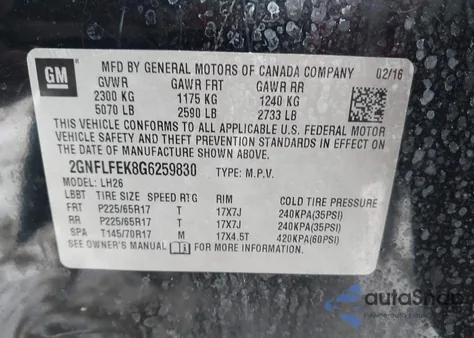 GM
MFD BY GENERAL MOTORS OF CANADA COMPANY 02/16
GVWR GAWR FRT GAWR RR
2300 KG 1175 KG 1240 KG
5070 LB 2590 LB 2733 LB
THIS VEHICLE CONFORMS TO ALL APPLICABLE U.S. FEDERAL MOTOR
VEHICLE SAFETY AND THEFT PREVENTION STANDARDS IN EFFECT ON THE
DATE OF MANUFACTURE SHOWN ABOVE.
2GNFLFEK8G6259830 TYPE: M.P.V.
MODEL: LH26
LBBT TIRE SIZE SPEED RTG RIM COLD TIRE PRESSURE
FRT P225/65R17 T 17X7J 240KPA(35PSI)
RR P225/65R17 T 17X7J 240KPA(35PSI)
SPA T145/70R17 M 17X4.5T 420KPA(60PSI)
SEE OWNER'S MANUAL FOR MORE INFORMATION.